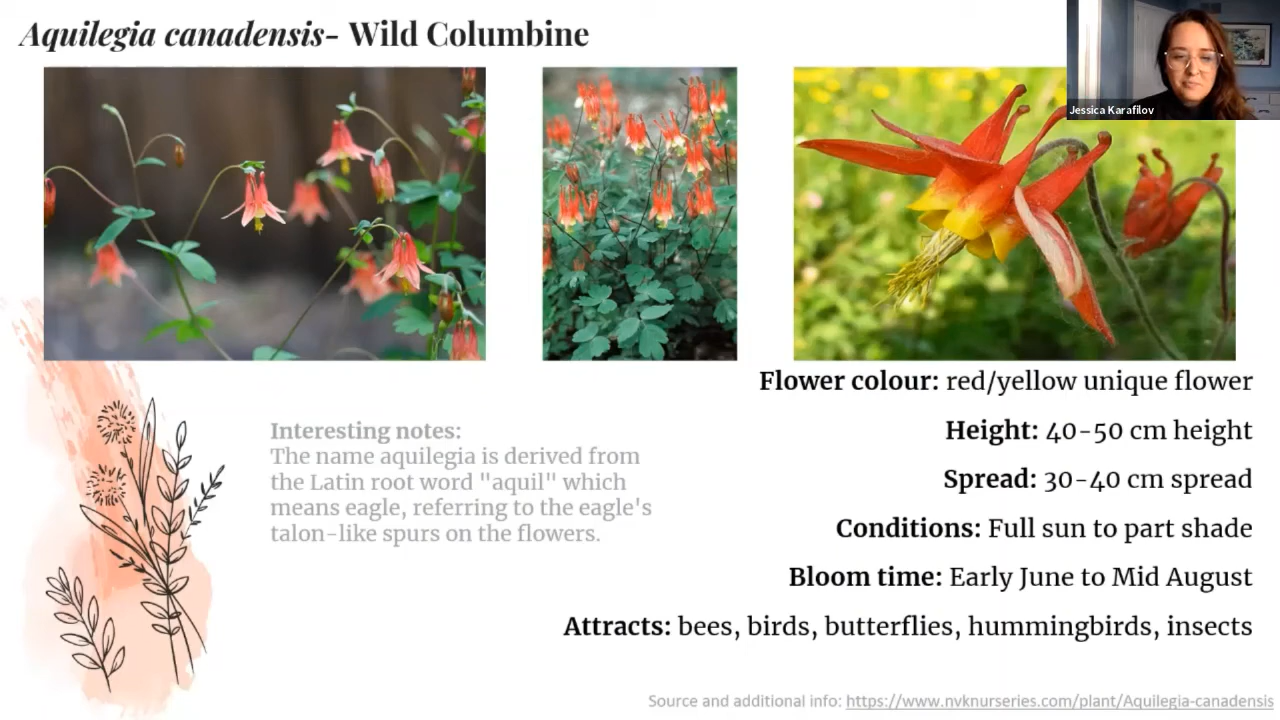 Aquilegia canadensis- Wild Columbine
Jessica Karafilov
Flower colour: red/yellow unique flower
Height: 40-50 cm height
Spread: 30-40 cm spread
Conditions: Full sun to part shade
Bloom time: Early June to Mid August
Attracts: bees, birds, butterflies, hummingbirds, insects
Interesting notes:
The name aquilegia is derived from
the Latin root word "aquil" which
means eagle, referring to the eagle's
talon-like spurs on the flowers.
Source and additional info: https://www.nvknurseries.com/plant/Aquilegia-canadensis